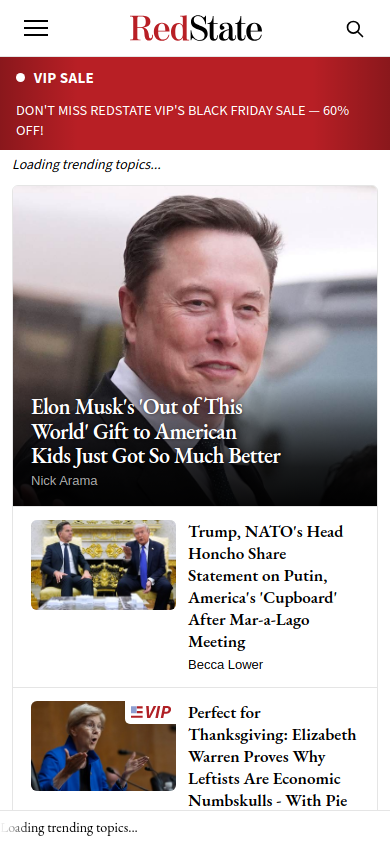 RedState
VIP SALE
DON'T MISS REDSTATE VIP'S BLACK FRIDAY SALE — 60%
OFF!
Loading trending topics...
Elon Musk's 'Out of This
World' Gift to American
Kids Just Got So Much Better
Nick Arama
Trump, NATO's Head
Honcho Share
Statement on Putin,
America's 'Cupboard'
After Mar-a-Lago
Meeting
Becca Lower
VIP
Perfect for
Thanksgiving: Elizabeth
Warren Proves Why
Leftists Are Economic
Numbskulls - With Pie
Loading trending topics...